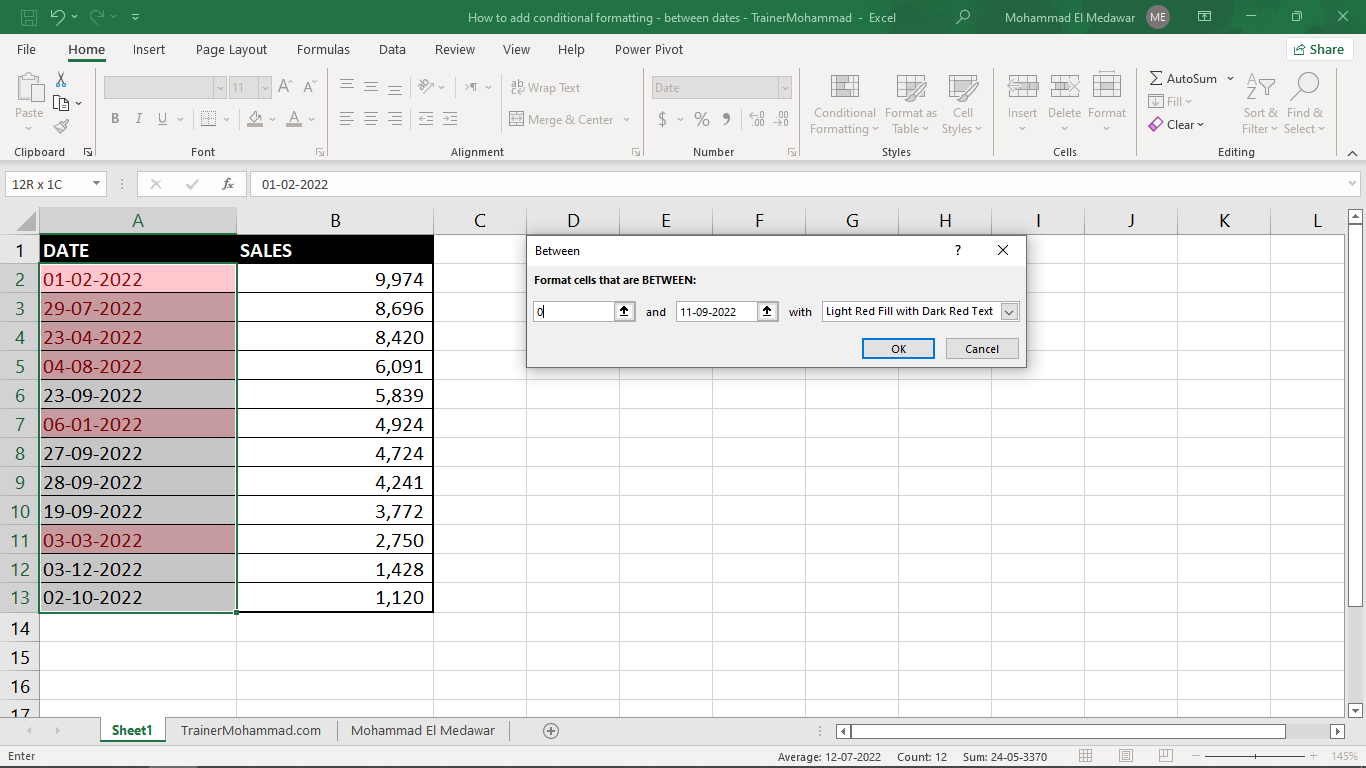 How to add conditional formatting - between dates - TrainerMohammad - Excel
Mohammad El Medawar ME
File Home Insert Page Layout Formulas Data Review View Help Power Pivot Share
Paste
11
B I U A
Wrap Text
Merge & Center
Date
$ % 9
Conditional Formatting
Format as Table
Cell Styles
Insert Delete Format
AutoSum
Fill
Clear
Sort & Filter
Find & Select
Clipboard Font Alignment Number Styles Cells Editing
12R x 1C fx 01-02-2022
A B C D E F G H I J K L
1 DATE SALES
2 01-02-2022 9,974
3 29-07-2022 8,696
4 23-04-2022 8,420
5 04-08-2022 6,091
6 23-09-2022 5,839
7 06-01-2022 4,924
8 27-09-2022 4,724
9 28-09-2022 4,241
10 19-09-2022 3,772
11 03-03-2022 2,750
12 03-12-2022 1,428
13 02-10-2022 1,120
14
15
16
17
Between ?
Format cells that are BETWEEN:
0 and 11-09-2022 with Light Red Fill with Dark Red Text
OK Cancel
Sheet1 TrainerMohammad.com Mohammad El Medawar
Enter Average: 12-07-2022 Count: 12 Sum: 24-05-3370 145%